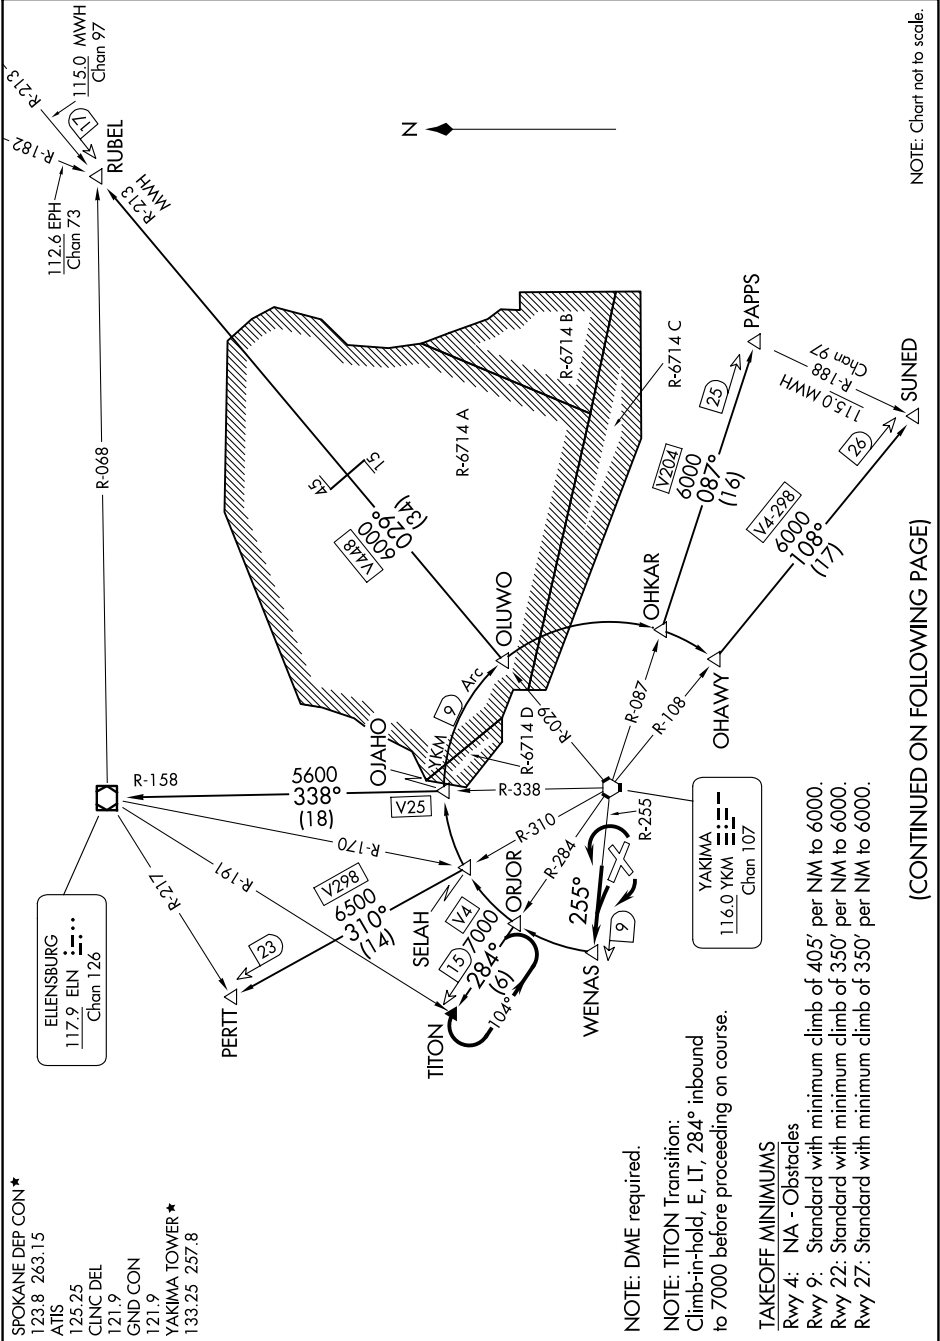 SPOKANE DEP CON★
123.8 263.15
ATIS
125.25
CLNC DEL
121.9
GND CON
121.9
YAKIMA TOWER★
133.25 257.8
ELLENSBURG
117.9 ELN
Chan 126
R-158
R-068
R-170
R-191
R-217
112.6 EPH
Chan 73
R-182
R-213
115.0 MWH
Chan 97
17
RUBEL
R-213
MWH
N
PERTT
23
V298
6500
310°
(14)
5600
338°
(18)
V25
OJAHO
SELAH
V4
7000
15
284°
(6)
104°
TITON
ORJOR
WENAS
9
255°
R-255
R-284
R-310
R-338
R-029
R-087
R-108
YKM
9
Arc
R-6714 D
R-6714 A
R-6714 B
R-6714 C
OLUWO
V448
6000
029°
(34)
45
15
OHKAR
V204
6000
087°
(16)
25
PAPPS
OHAWY
V4-298
6000
108°
(17)
26
SUNED
115.0 MWH
R-188
Chan 97
YAKIMA
116.0 YKM
Chan 107
NOTE: DME required.
NOTE: TITON Transition:
Climb-in-hold, E, LT, 284° inbound
to 7000 before proceeding on course.
TAKEOFF MINIMUMS
Rwy 4: NA - Obstacles
Rwy 9: Standard with minimum climb of 405' per NM to 6000.
Rwy 22: Standard with minimum climb of 350' per NM to 6000.
Rwy 27: Standard with minimum climb of 350' per NM to 6000.
NOTE: Chart not to scale.
(CONTINUED ON FOLLOWING PAGE)